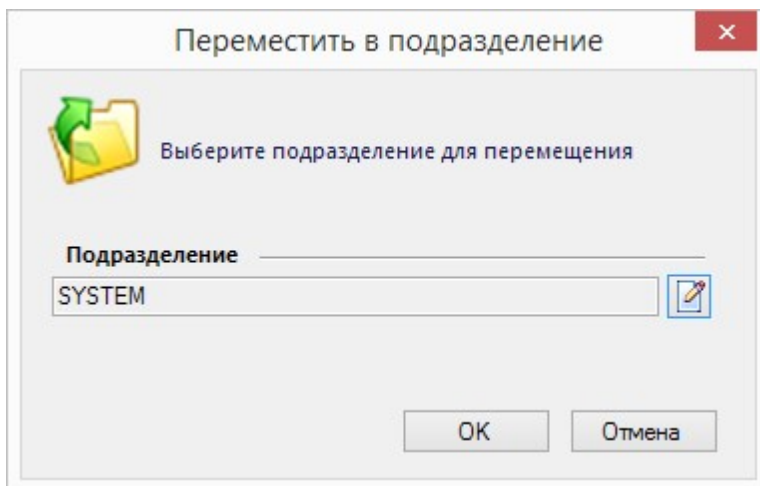 Переместить в подразделение
Выберите подразделение для перемещения
Подразделение
SYSTEM
OK
Отмена